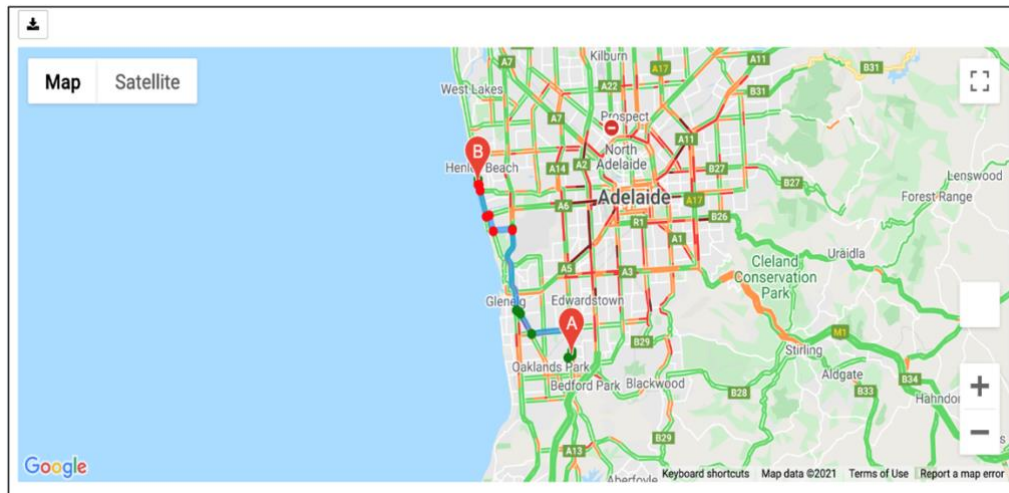 Map Satellite
Kilburn
A7
A17
A11
B31
B31
West Lakes
A22
A7
Prospect
A11
B
North
Adelaide
Henley Beach
A14
A2
B27
B27
Lenswood
Forest Range
A6
Adelaide
A17
R1
B26
A1
Uraidla
Cleland
Conservation
Park
A5
A3
Glenelg
Edwardstown
A
M1
B29
Stirling
Oaklands Park
Bedford Park
Blackwood
Aldgate
B28
B33
B34
Hahndor
B29
A13
Aberfoyle
Google
Keyboard shortcuts Map data ©2021 Terms of Use Report a map error